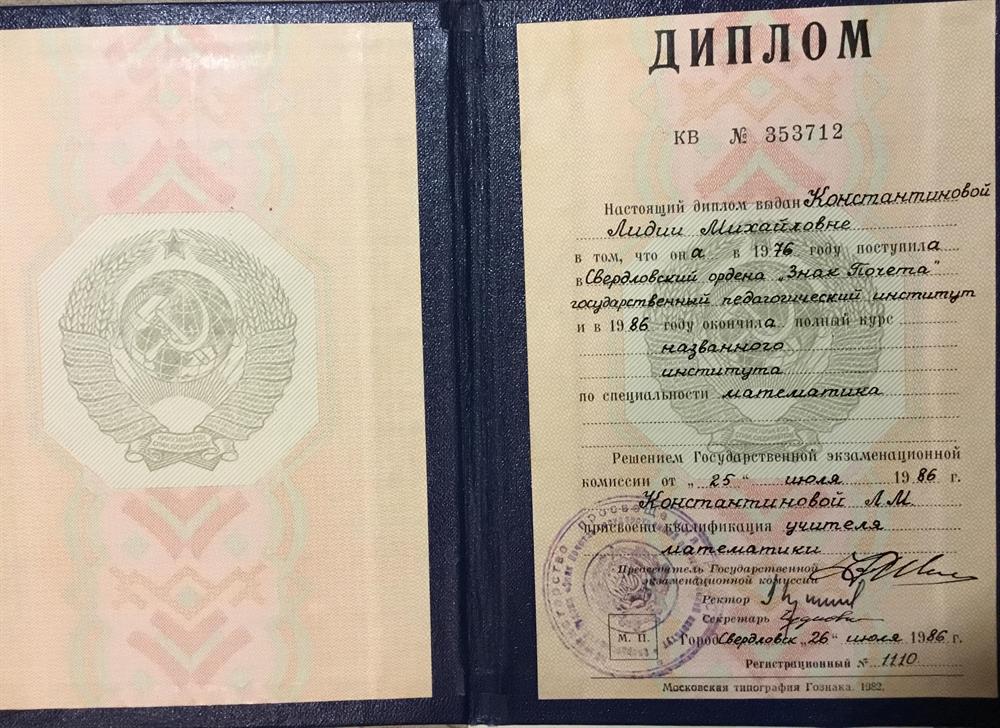 ДИПЛОМ
КВ № 353712
Настоящий диплом выдан Константиновой
Лидии Михайловне
в том, что она в 1976 году поступила
в Свердловский ордена „Знак Почета"
государственный педагогический институт
и в 1986 году окончила полный курс
названного
института
по специальности математика
Решением Государственной экзаменационной
комиссии от „25" июля 1986 г.
Константиновой Л.М.
присвоена квалификация учителя
математики
Председатель Государственной
экзаменационной комиссии
Ректор
Секретарь
М. П.
Город Свердловск „26" июля 1986 г.
Регистрационный № 1110
Московская типография Гознака. 1982.